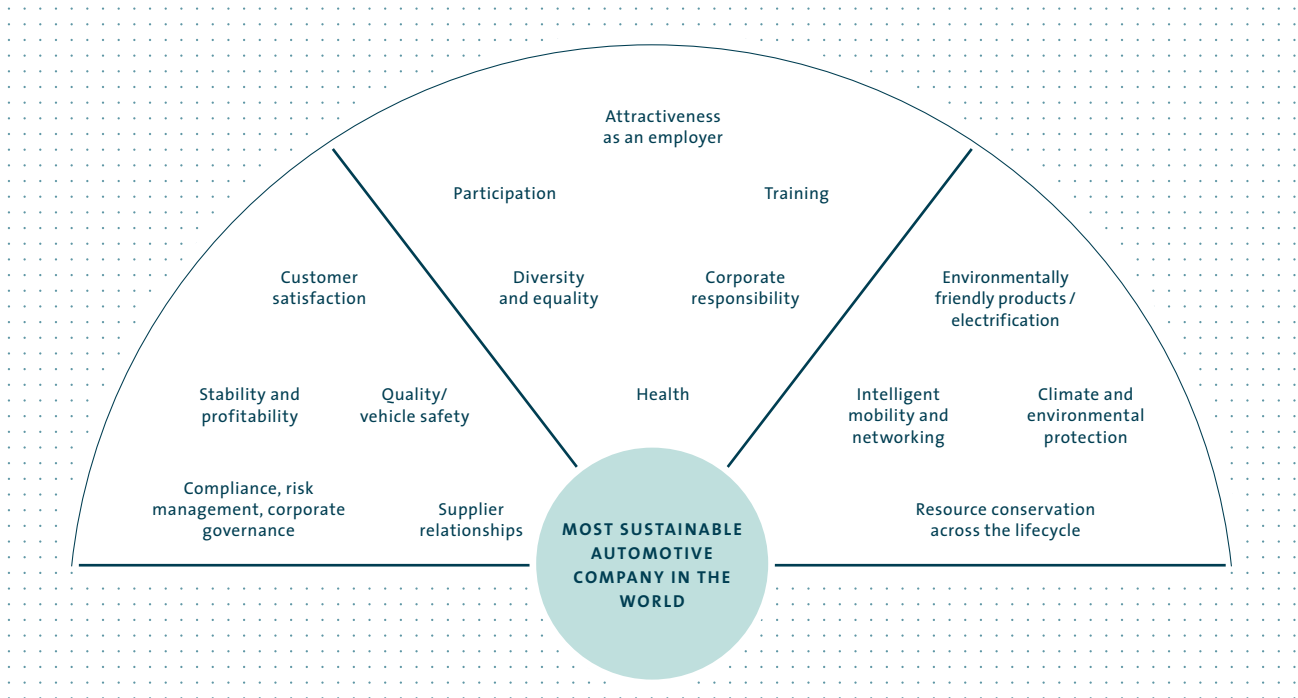 Attractiveness
as an employer
Participation
Training
Customer
satisfaction
Diversity
and equality
Corporate
responsibility
Environmentally
friendly products /
electrification
Stability and
profitability
Quality/
vehicle safety
Health
Intelligent
mobility and
networking
Climate and
environmental
protection
Compliance, risk
management, corporate
governance
Supplier
relationships
Resource conservation
across the lifecycle
MOST SUSTAINABLE
AUTOMOTIVE
COMPANY IN THE
WORLD